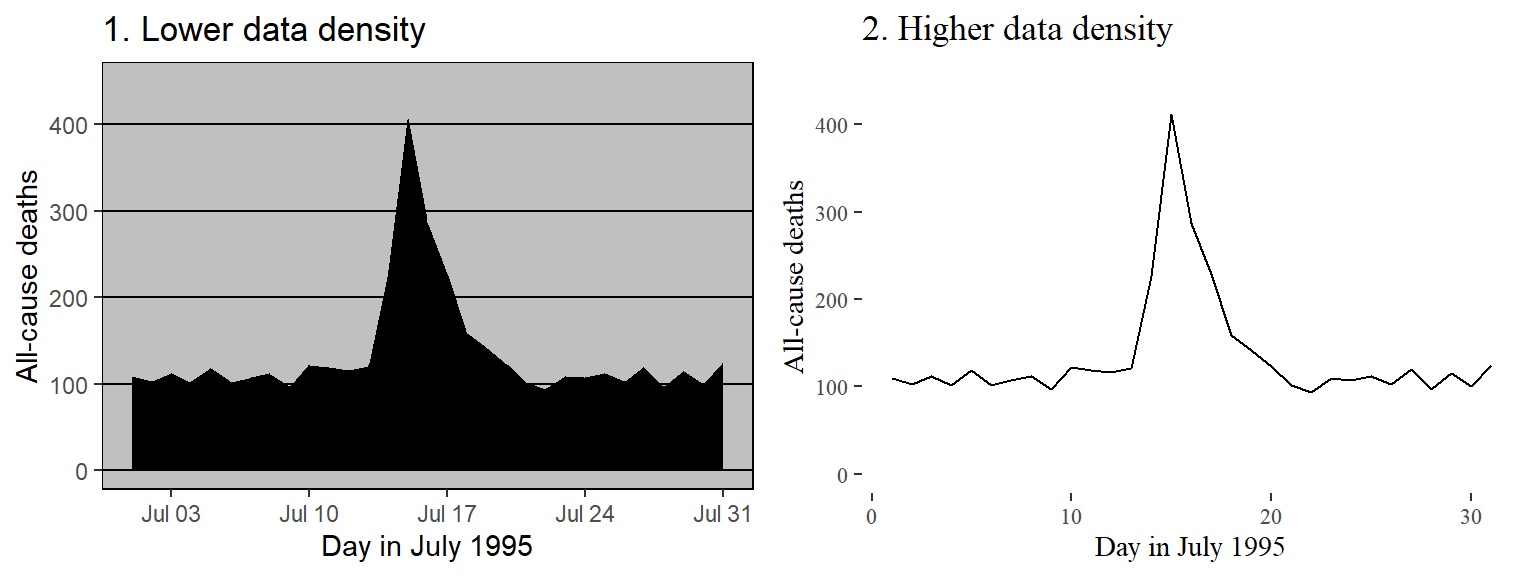 1. Lower data density
All-cause deaths
400
300
200
100
0
Jul 03 Jul 10 Jul 17 Jul 24 Jul 31
Day in July 1995
2. Higher data density
All-cause deaths
400
300
200
100
0
0 10 20 30
Day in July 1995